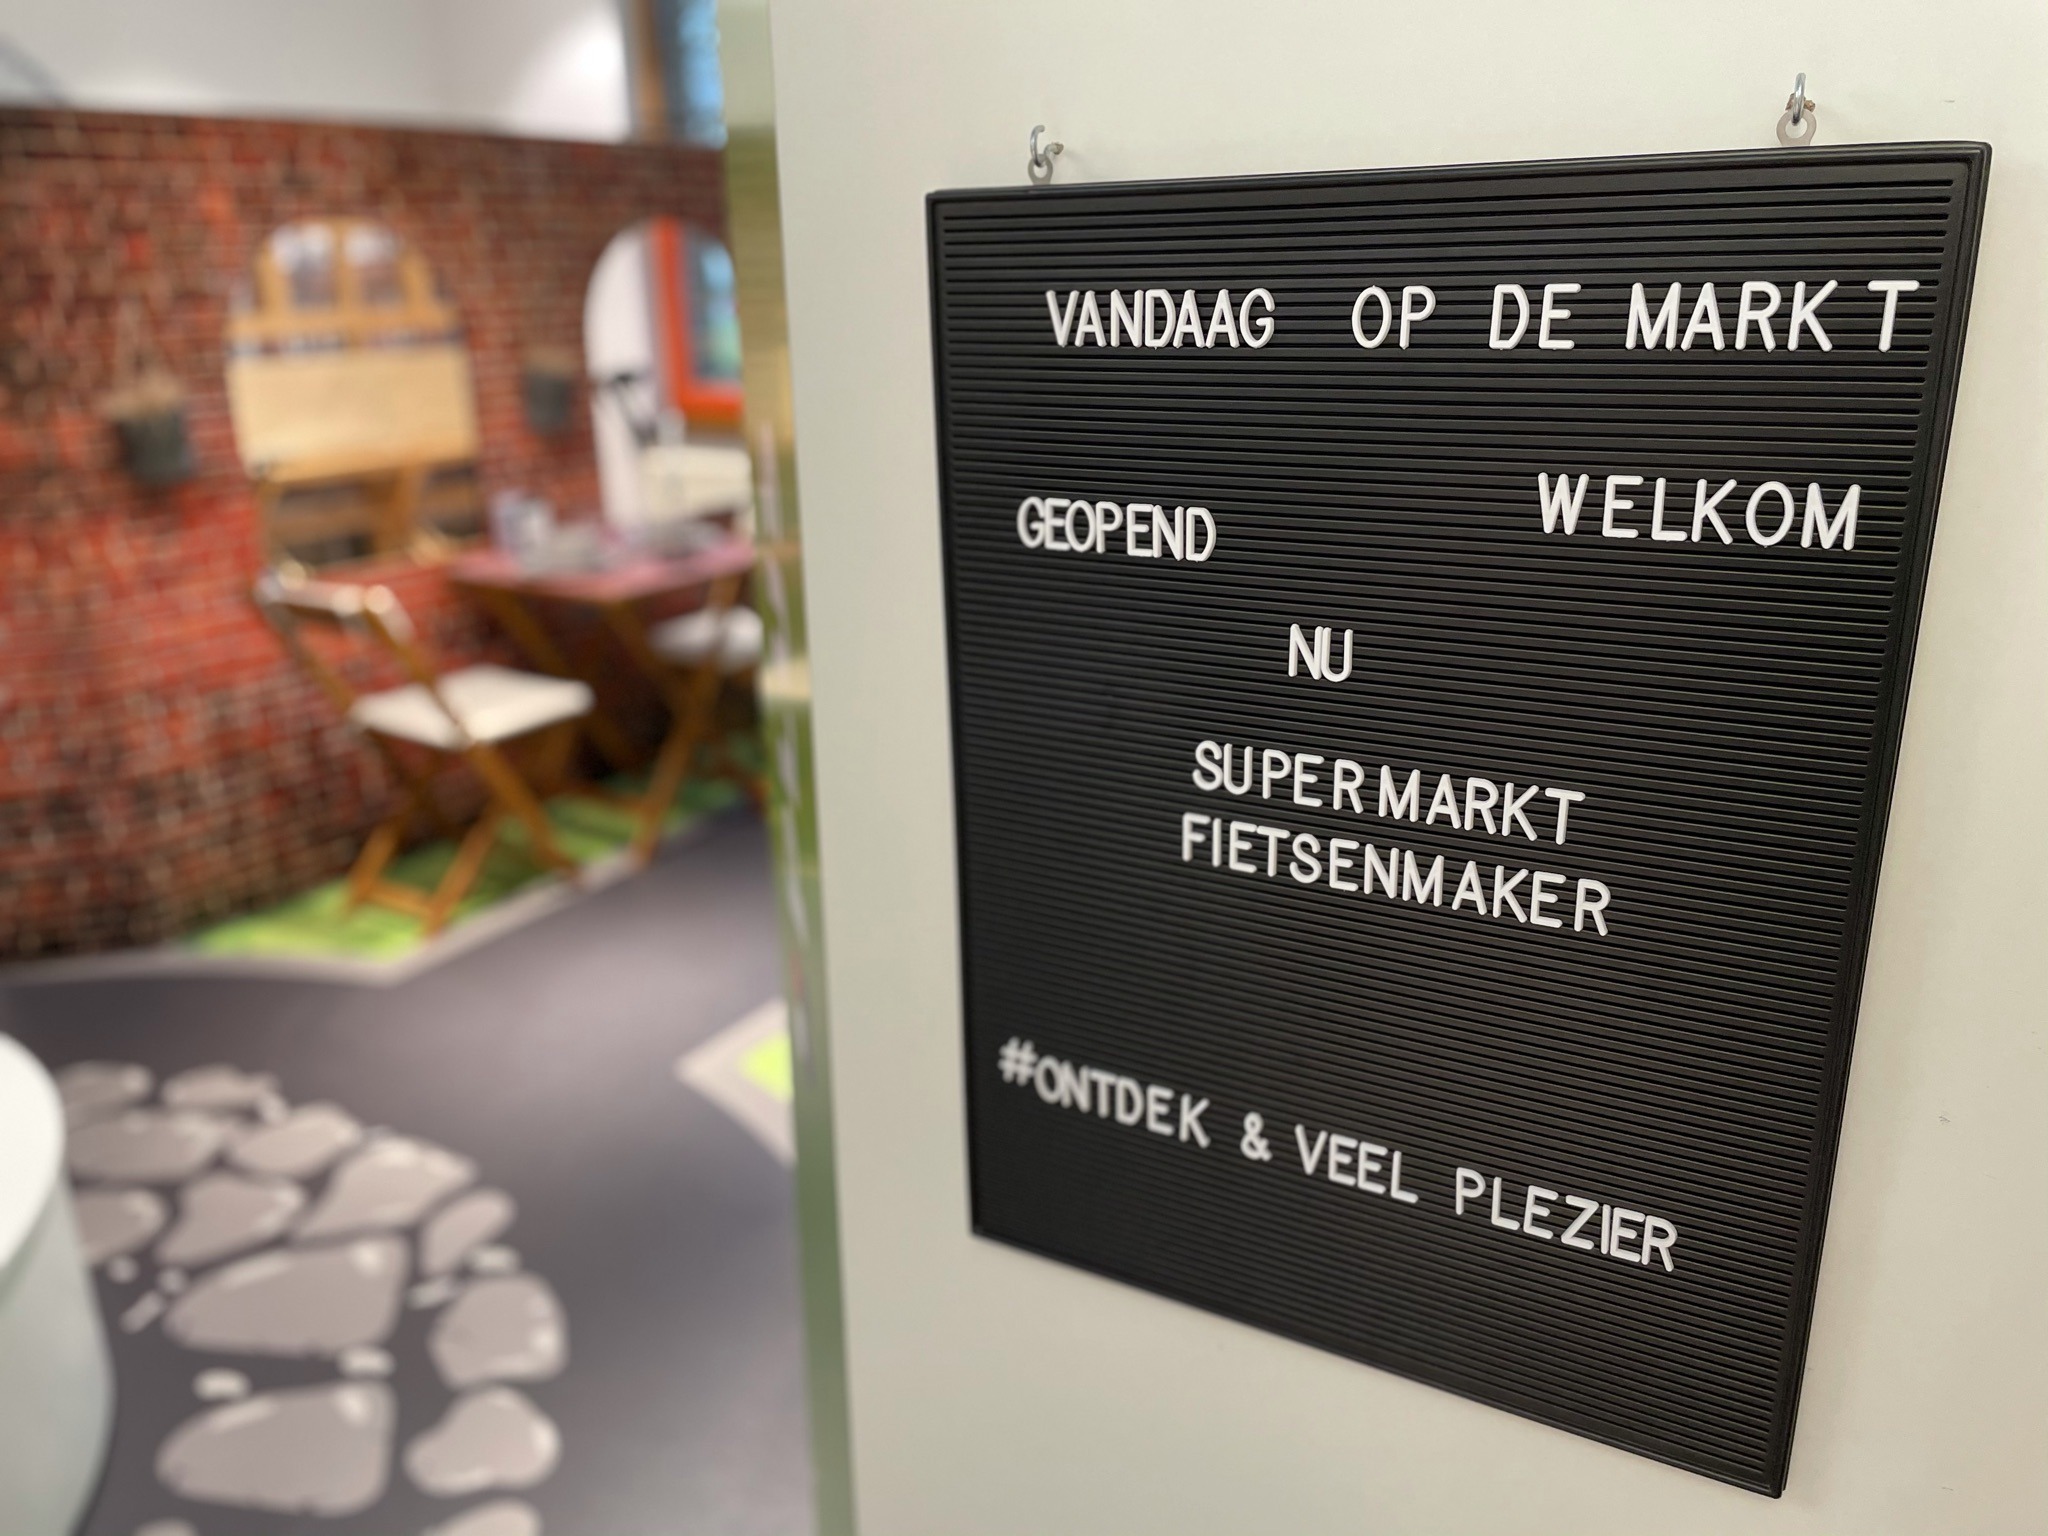 VANDAAG OP DE MARKT
GEOPEND WELKOM
NU
SUPERMARKT
FIETSENMAKER
#ONTDEK & VEEL PLEZIER